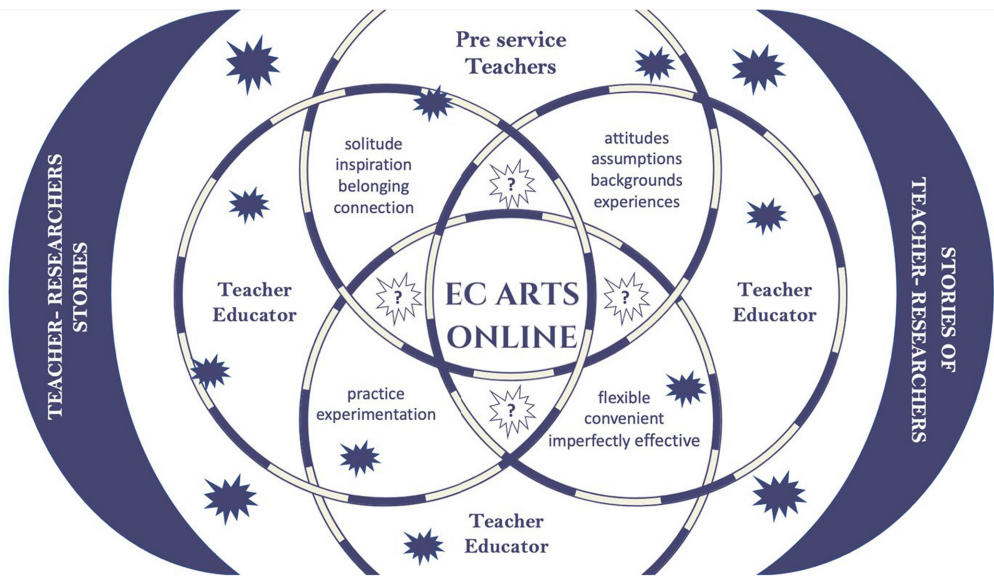 Pre service
Teachers
solitude
inspiration
belonging
connection
attitudes
assumptions
backgrounds
experiences
?
TEACHER- RESEARCHERS
STORIES
Teacher
Educator
?
EC ARTS
ONLINE
?
Teacher
Educator
STORIES OF
TEACHER- RESEARCHERS
practice
experimentation
?
flexible
convenient
imperfectly effective
Teacher
Educator